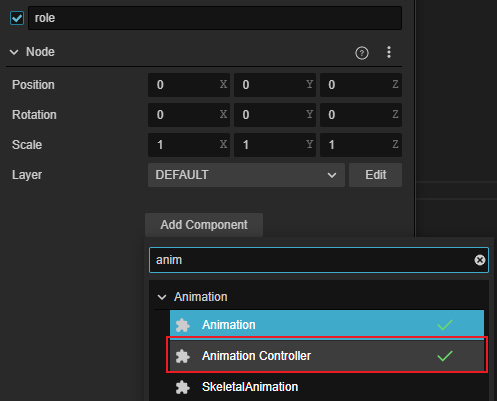 role
Node
Position 0 X 0 Y 0 Z
Rotation 0 X 0 Y 0 Z
Scale 1 X 1 Y 1 Z
Layer DEFAULT Edit
Add Component
anim
Animation
Animation
Animation Controller
SkeletalAnimation